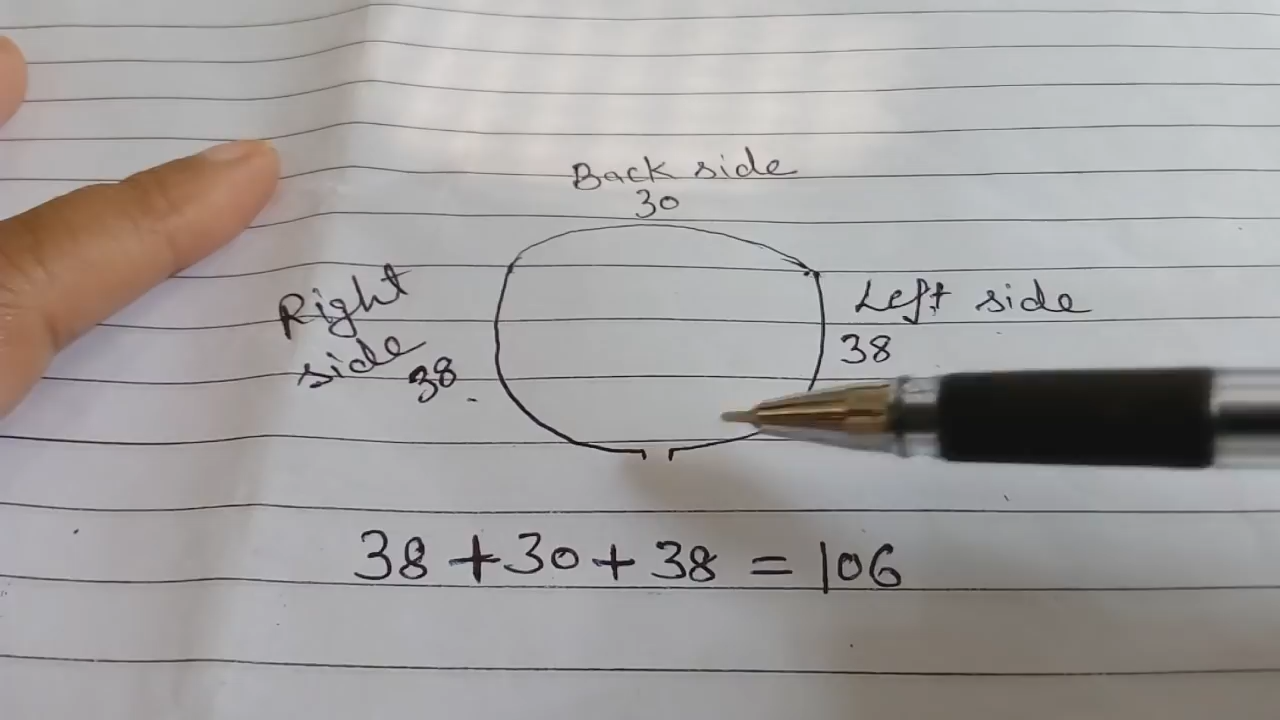 Back side
30
Right
side
38
Left side
38
38 + 30 + 38 = 106